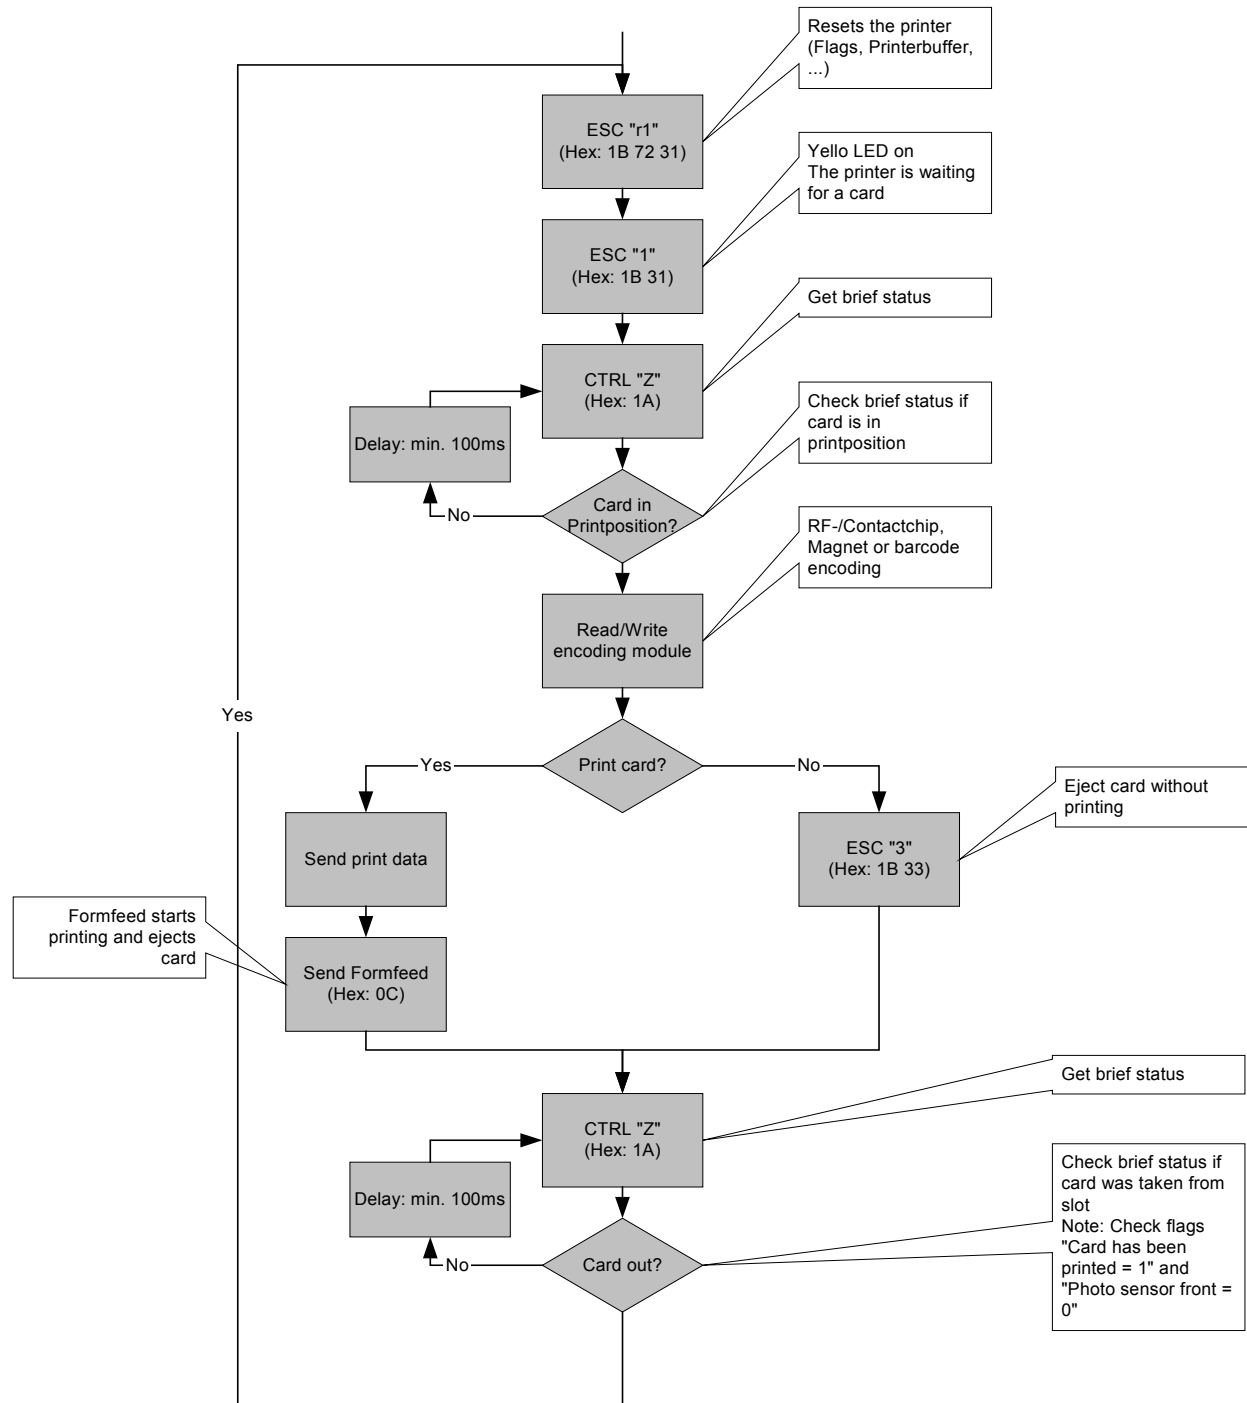 Resets the printer
(Flags, Printerbuffer,
...)
ESC "r1"
(Hex: 1B 72 31)
Yello LED on
The printer is waiting
for a card
ESC "1"
(Hex: 1B 31)
Get brief status
CTRL "Z"
(Hex: 1A)
Delay: min. 100ms
Check brief status if
card is in
printposition
Card in
Printposition?
No
RF-/Contactchip,
Magnet or barcode
encoding
Read/Write
encoding module
Yes
Print card?
Yes
No
Eject card without
printing
Send print data
ESC "3"
(Hex: 1B 33)
Formfeed starts
printing and ejects
card
Send Formfeed
(Hex: 0C)
Get brief status
CTRL "Z"
(Hex: 1A)
Delay: min. 100ms
Check brief status if
card was taken from
slot
Note: Check flags
"Card has been
printed = 1" and
"Photo sensor front =
0"
Card out?
No